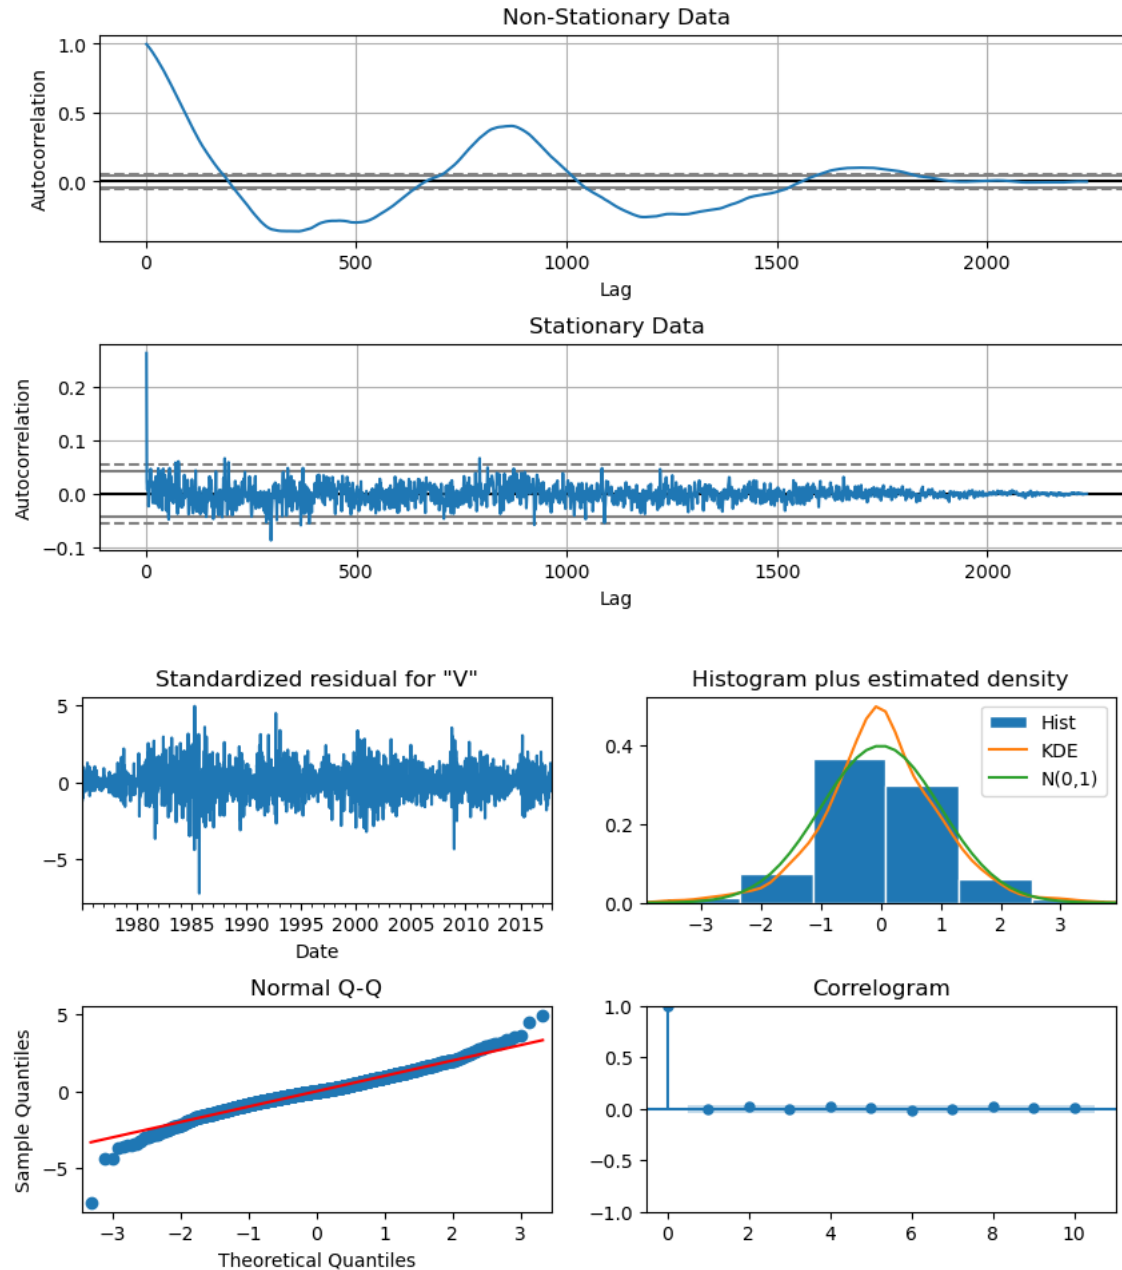 Non-Stationary Data
1.0
0.5
0.0
Autocorrelation
0 500 1000 1500 2000
Lag
Stationary Data
0.2
0.1
0.0
−0.1
Autocorrelation
0 500 1000 1500 2000
Lag
Standardized residual for "V"
5
0
−5
1980 1985 1990 1995 2000 2005 2010 2015
Date
Histogram plus estimated density
0.4
0.2
0.0
Hist
KDE
N(0,1)
−3 −2 −1 0 1 2 3
Normal Q-Q
5
0
−5
Sample Quantiles
−3 −2 −1 0 1 2 3
Theoretical Quantiles
Correlogram
1.0
0.5
0.0
−0.5
−1.0
0 2 4 6 8 10